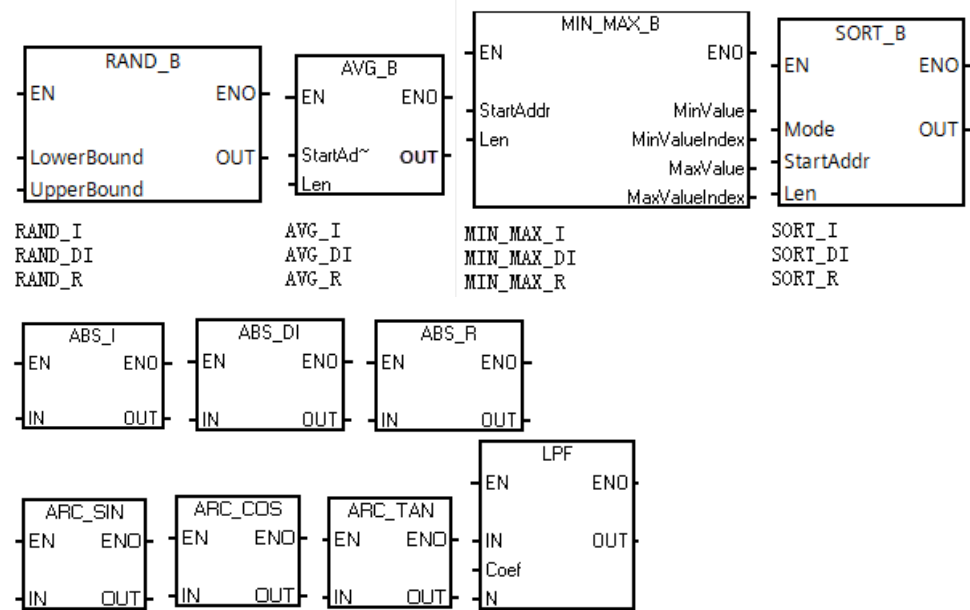 RAND_B
EN ENO
LowerBound OUT
UpperBound
RAND_I
RAND_DI
RAND_R
AVG_B
EN ENO
StartAd~ OUT
Len
AVG_I
AVG_DI
AVG_R
MIN_MAX_B
EN ENO
StartAddr MinValue
Len MinValueIndex
MaxValue
MaxValueIndex
MIN_MAX_I
MIN_MAX_DI
MIN_MAX_R
SORT_B
EN ENO
Mode OUT
StartAddr
Len
SORT_I
SORT_DI
SORT_R
ABS_I
EN ENO
IN OUT
ABS_DI
EN ENO
IN OUT
ABS_R
EN ENO
IN OUT
ARC_SIN
EN ENO
IN OUT
ARC_COS
EN ENO
IN OUT
ARC_TAN
EN ENO
IN OUT
LPF
EN ENO
IN OUT
Coef
N